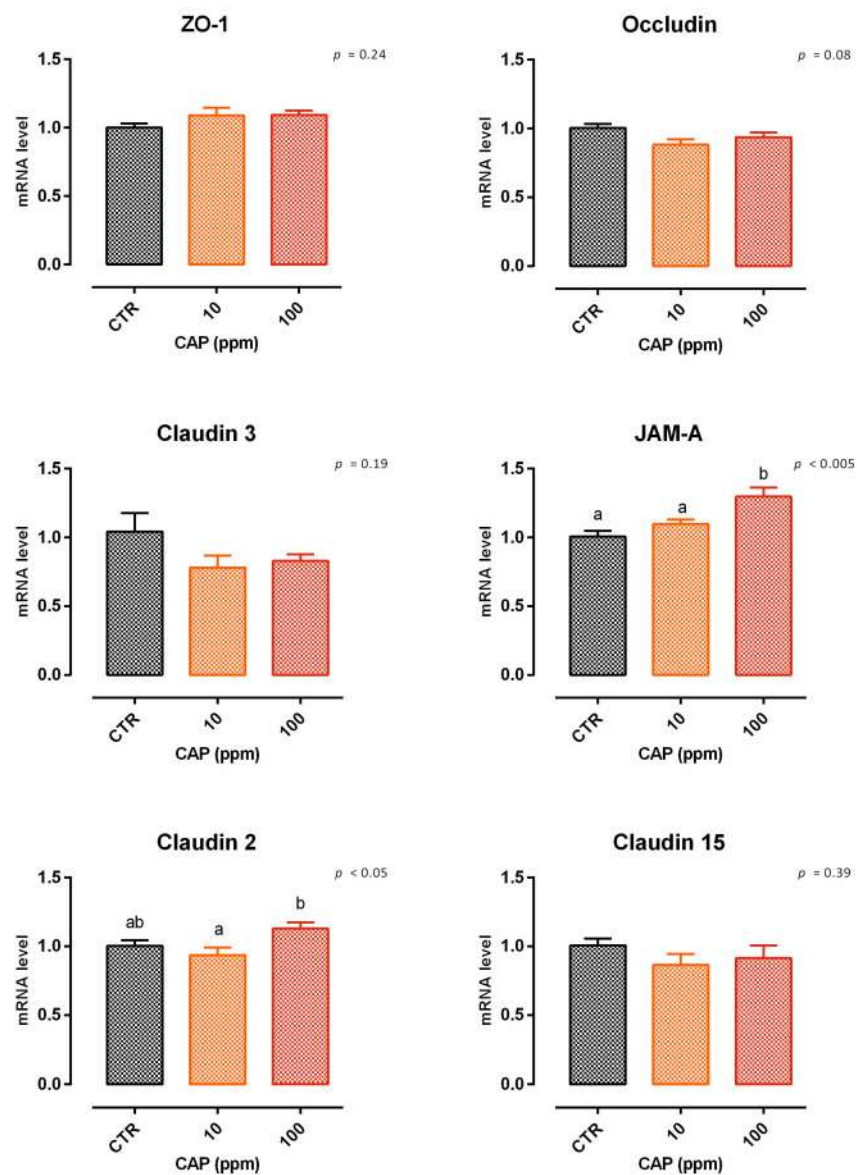 ZO-1
p = 0.24
1.5
1.0
0.5
0.0
mRNA level
CTR
10
100
CAP (ppm)
Occludin
p = 0.08
1.5
1.0
0.5
0.0
mRNA level
CTR
10
100
CAP (ppm)
Claudin 3
p = 0.19
1.5
1.0
0.5
0.0
mRNA level
CTR
10
100
CAP (ppm)
JAM-A
p < 0.005
1.5
1.0
0.5
0.0
mRNA level
a
a
b
CTR
10
100
CAP (ppm)
Claudin 2
p < 0.05
1.5
1.0
0.5
0.0
mRNA level
ab
a
b
CTR
10
100
CAP (ppm)
Claudin 15
p = 0.39
1.5
1.0
0.5
0.0
mRNA level
CTR
10
100
CAP (ppm)